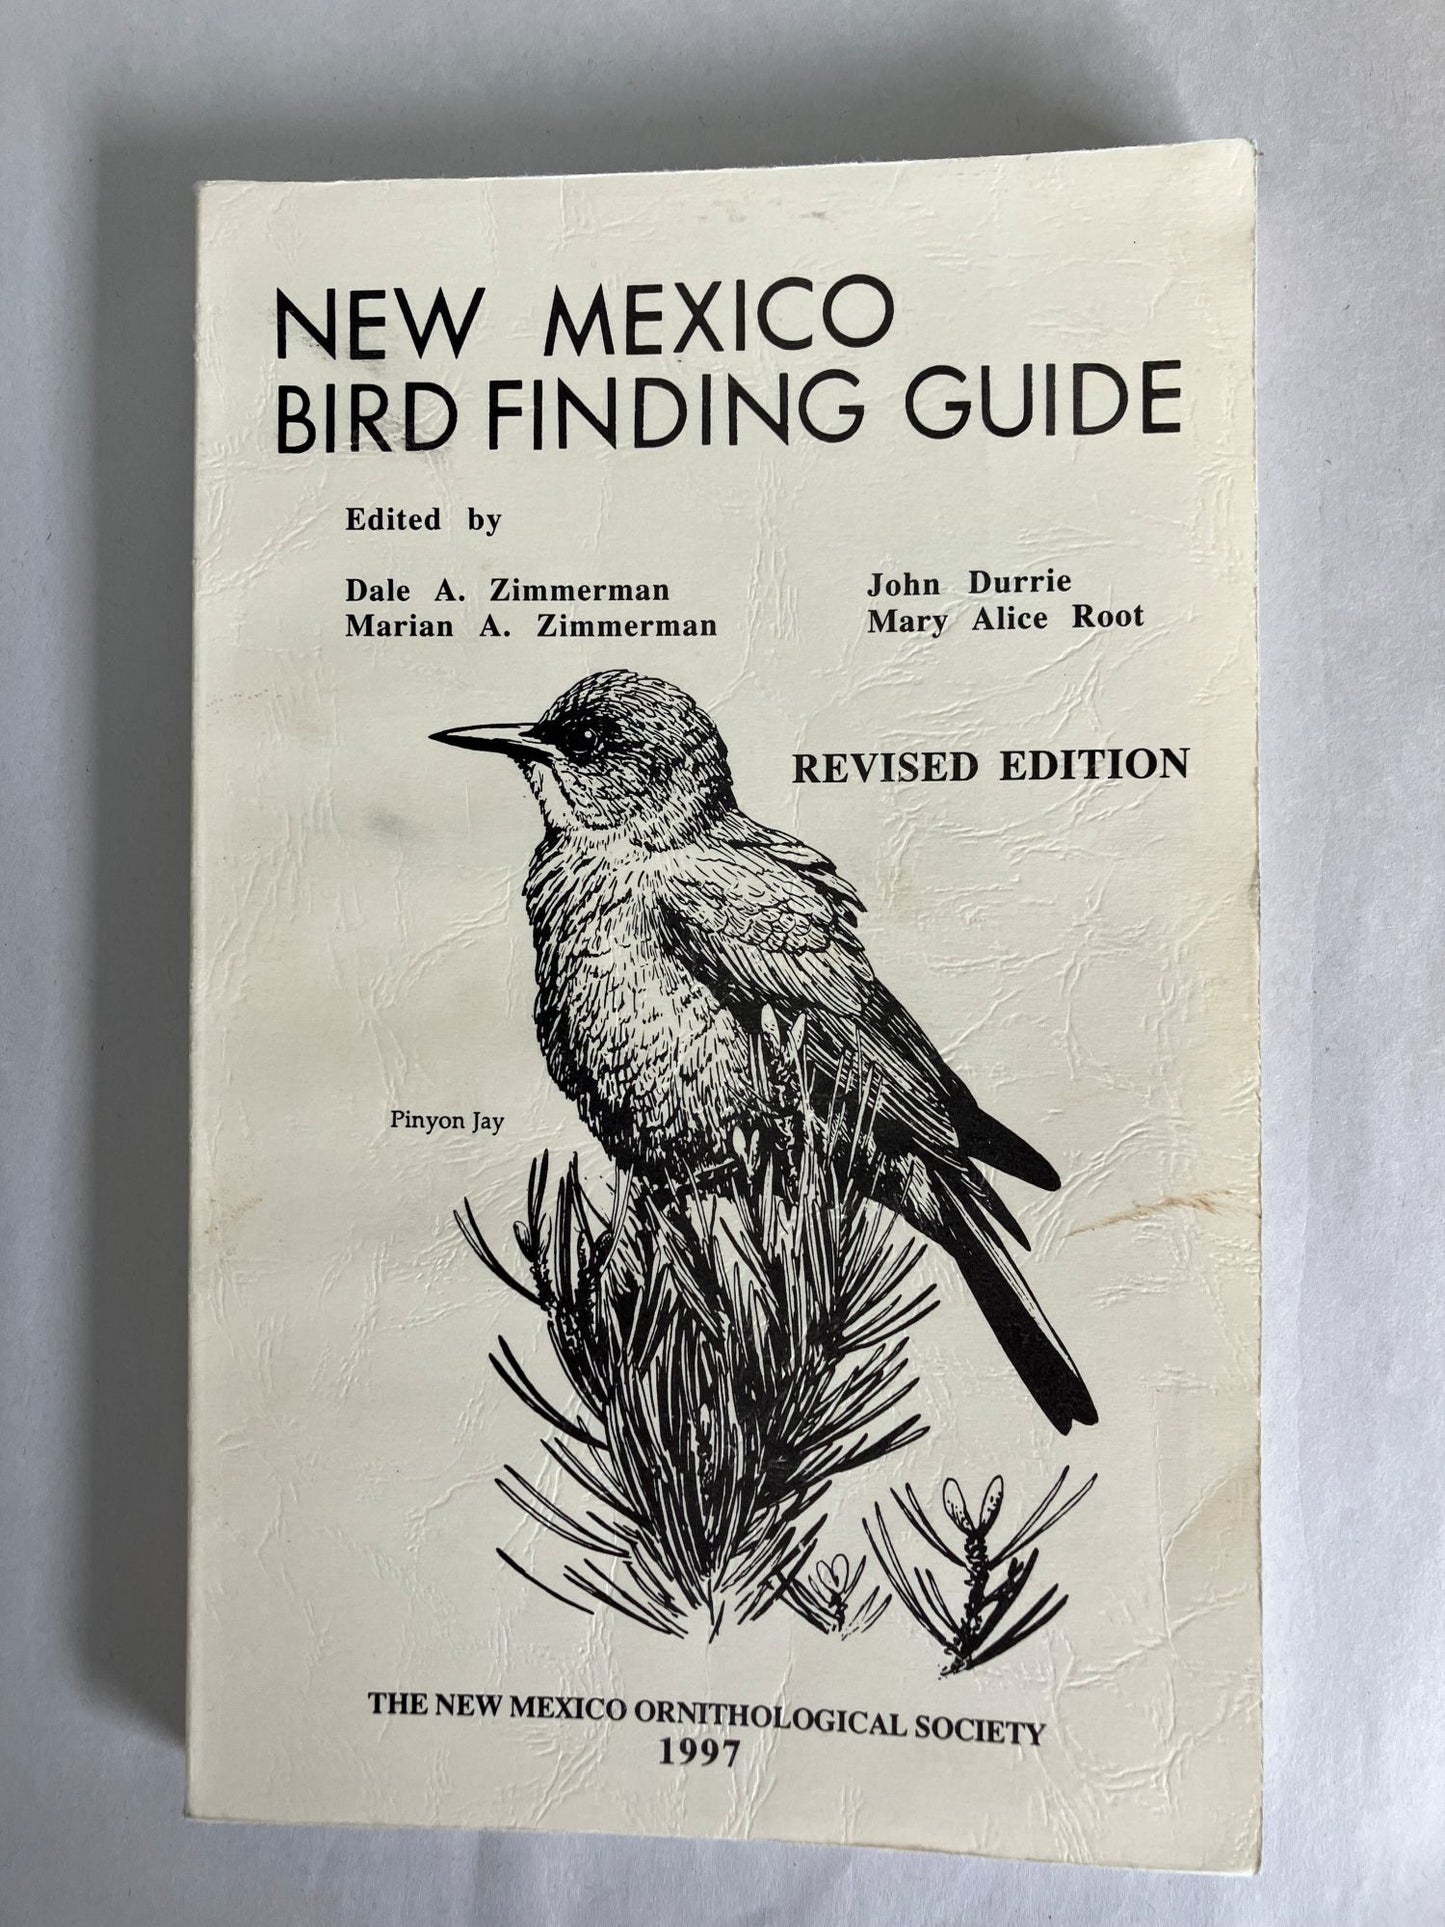 NEW MEXICO
BIRD FINDING GUIDE
Edited by
Dale A. Zimmerman
Marian A. Zimmerman
John Durrie
Mary Alice Root
REVISED EDITION
Pinyon Jay
THE NEW MEXICO ORNITHOLOGICAL SOCIETY
1997